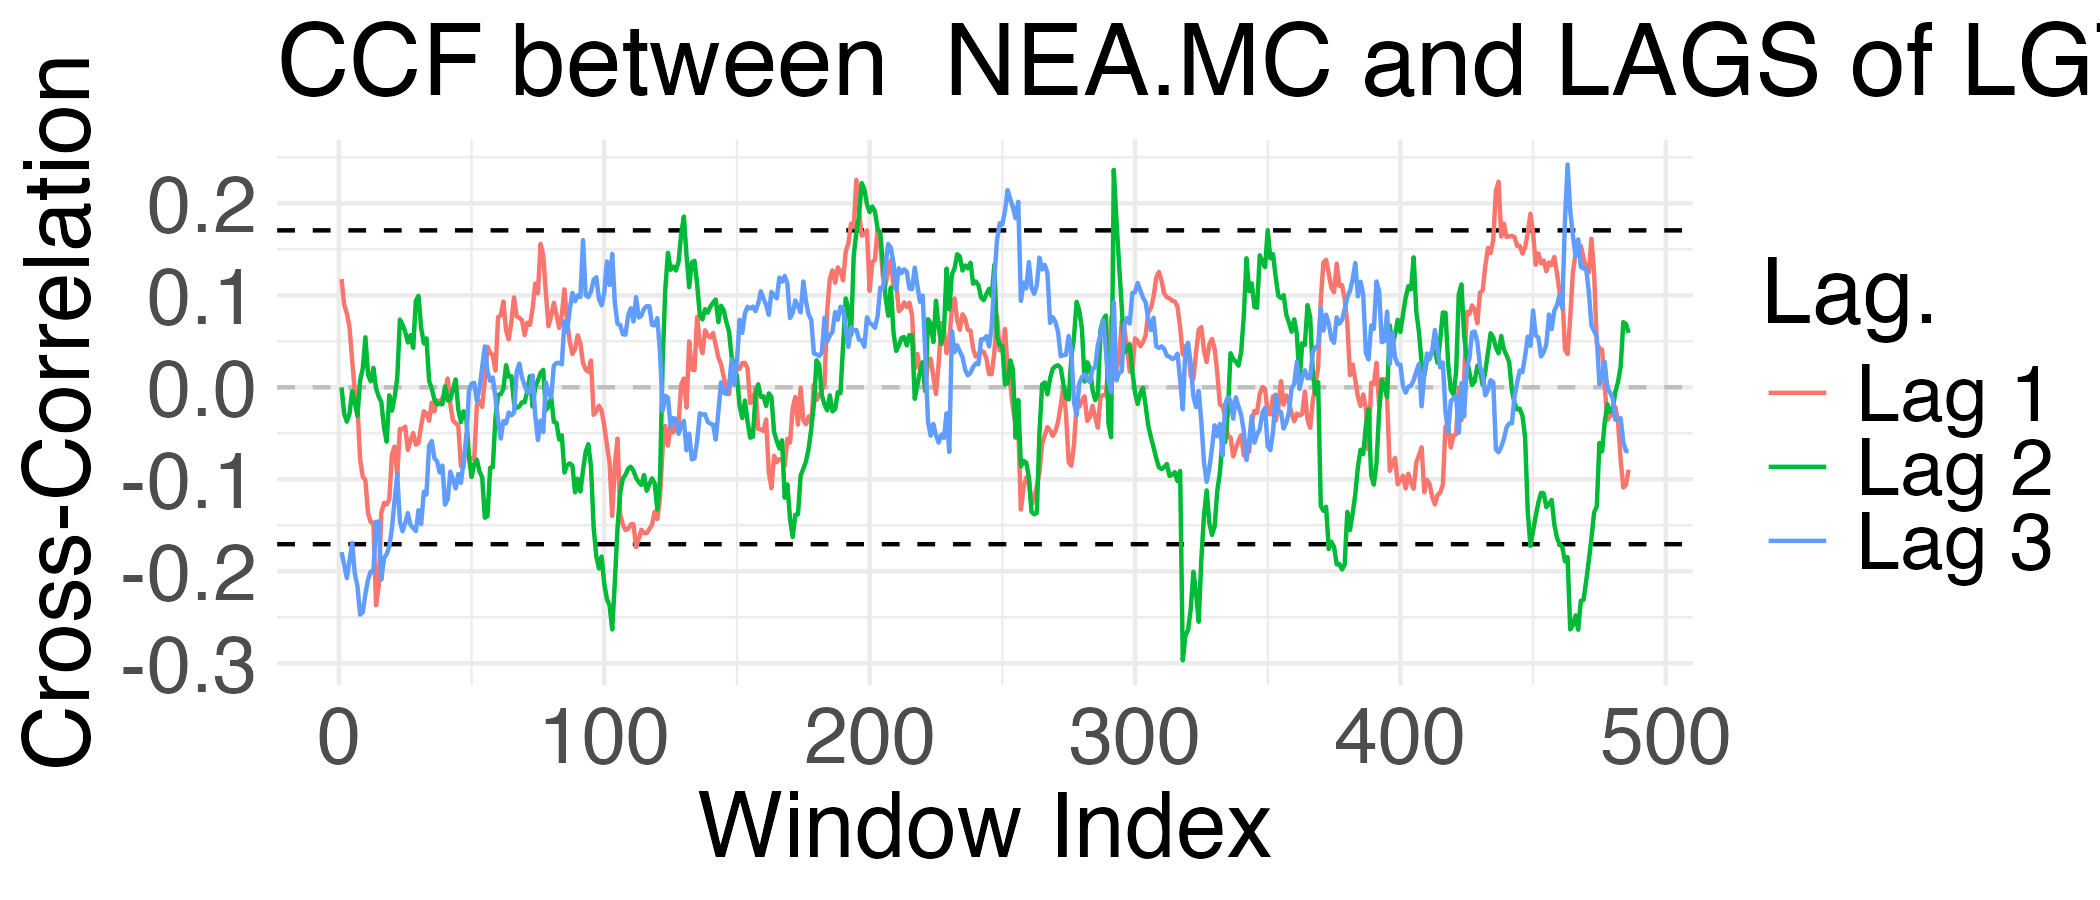 CCF between  NEA.MC and LAGS of LG
Cross-Correlation
0.2
0.1
0.0
-0.1
-0.2
-0.3
0 100 200 300 400 500
Window Index
Lag.
Lag 1
Lag 2
Lag 3